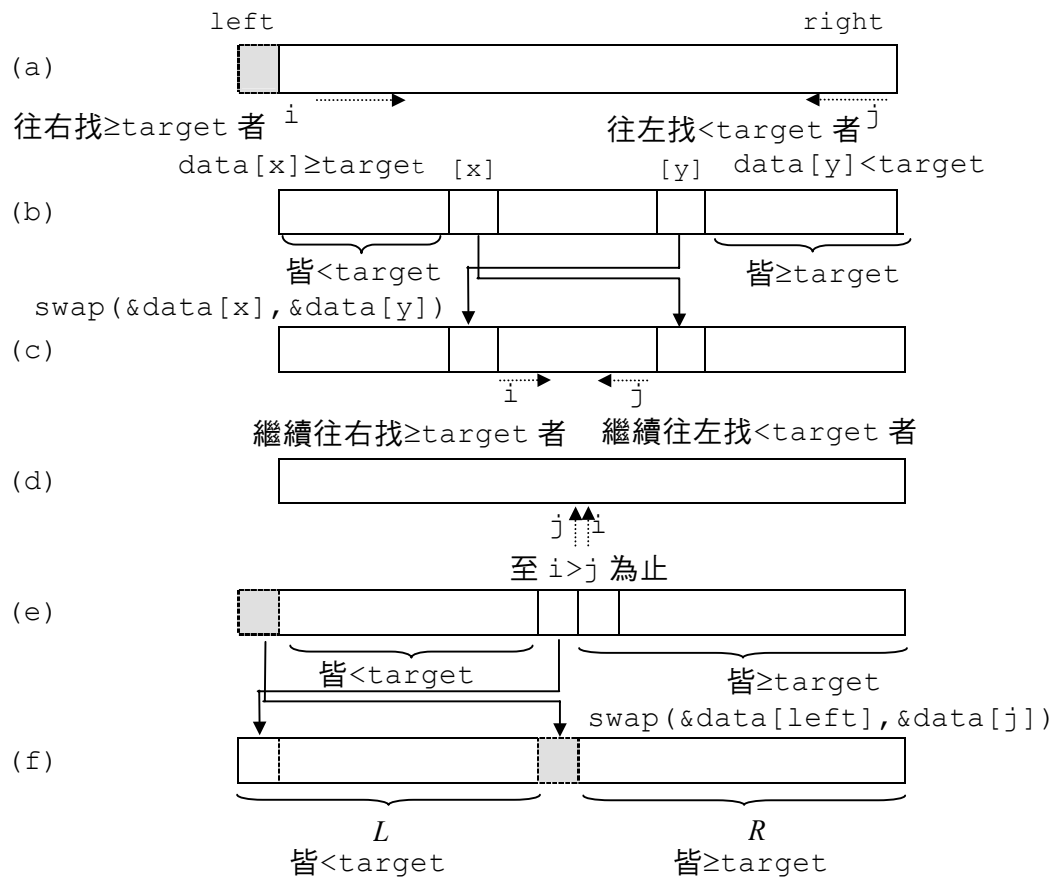 left right
(a)
i j
往右找≥target 者 往左找<target 者
data[x]≥target [x] [y] data[y]<target
(b)
皆<target 皆≥target
swap(&data[x],&data[y])
(c)
i j
繼續往右找≥target 者 繼續往左找<target 者
(d)
j i
至 i>j 為止
(e)
皆<target 皆≥target
swap(&data[left],&data[j])
(f)
L R
皆<target 皆≥target